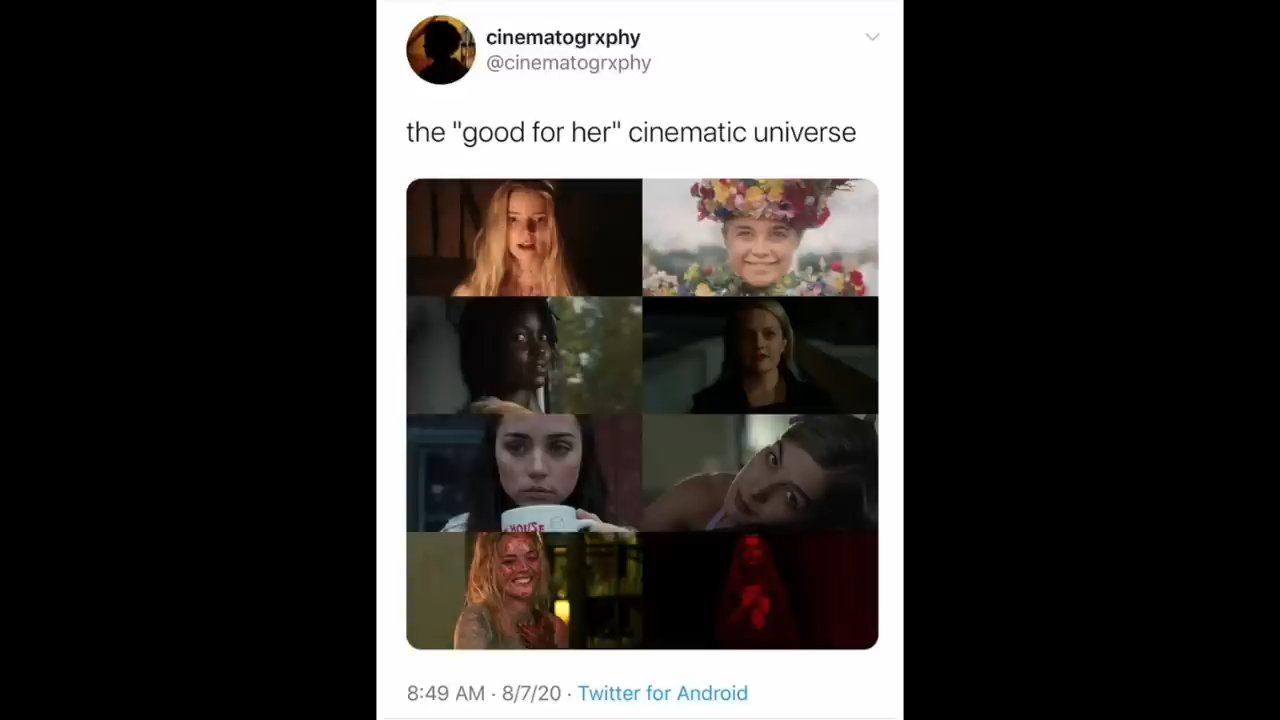 cinematogrxphy
@cinematogrxphy
the "good for her" cinematic universe
HOUSE
8:49 AM · 8/7/20 · Twitter for Android